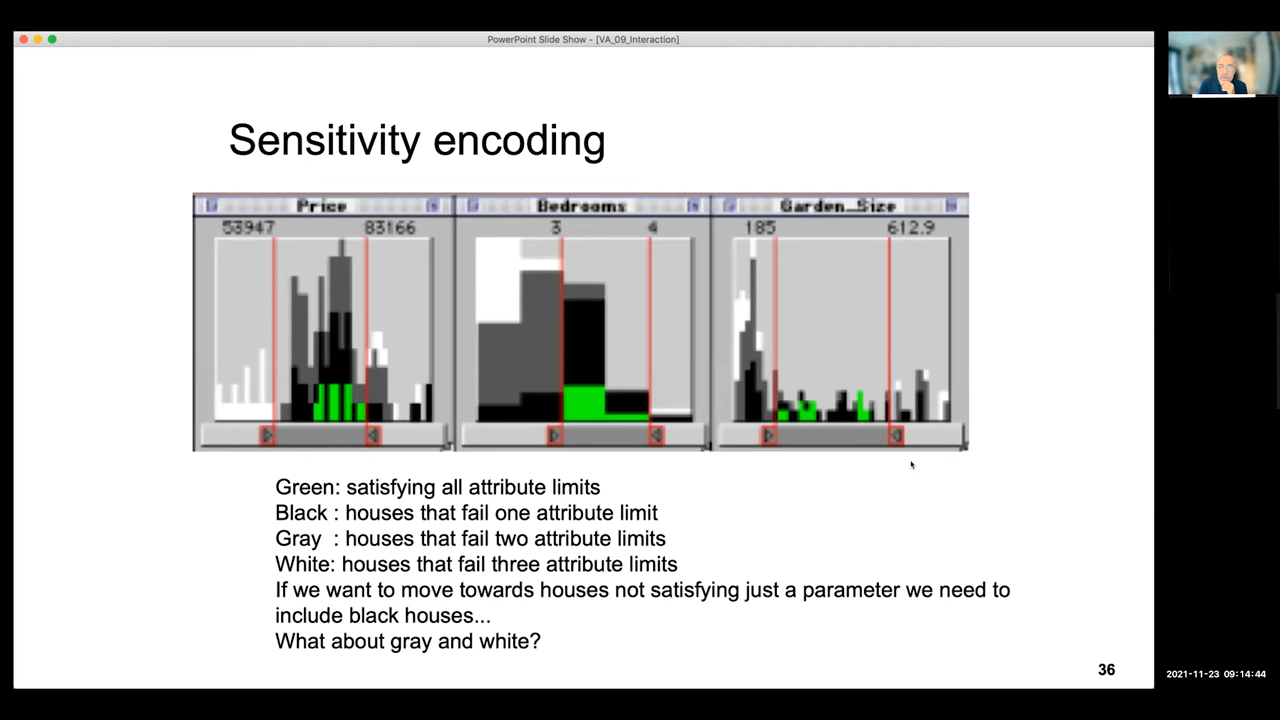 PowerPoint Slide Show - [VA_09_Interaction]
Sensitivity encoding
Price
Bedrooms
Garden_Size
53947 83166
3 4
185 612.9
Green: satisfying all attribute limits
Black : houses that fail one attribute limit
Gray : houses that fail two attribute limits
White: houses that fail three attribute limits
If we want to move towards houses not satisfying just a parameter we need to
include black houses...
What about gray and white?
36
2021-11-23 09:14:44